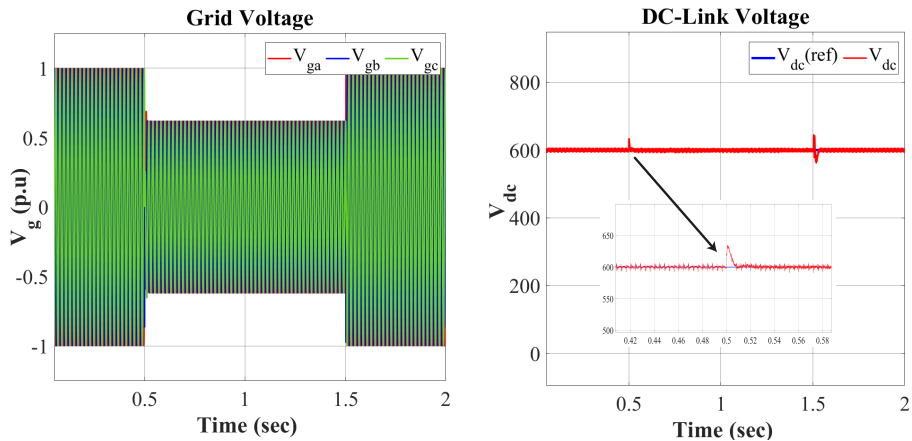 Grid Voltage
V_ga V_gb V_gc
1
0.5
0
-0.5
-1
V_g (p.u)
0.5 1 1.5 2
Time (sec)
DC-Link Voltage
V_dc(ref) V_dc
800
600
400
200
0
V_dc
650
600
550
500
0.42 0.44 0.46 0.48 0.5 0.52 0.54 0.56 0.58
0.5 1 1.5 2
Time (sec)